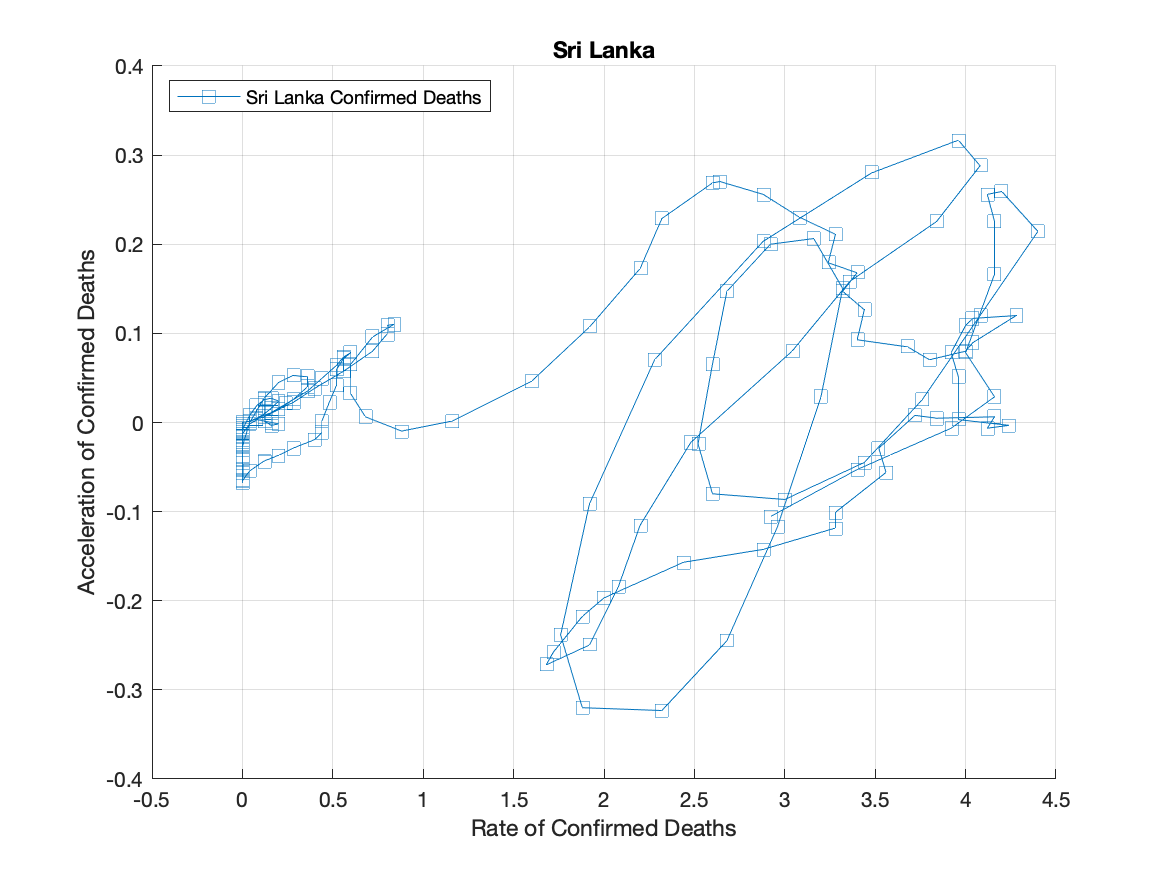 Sri Lanka
Sri Lanka Confirmed Deaths
Acceleration of Confirmed Deaths
0.4
0.3
0.2
0.1
0
-0.1
-0.2
-0.3
-0.4
-0.5 0 0.5 1 1.5 2 2.5 3 3.5 4 4.5
Rate of Confirmed Deaths